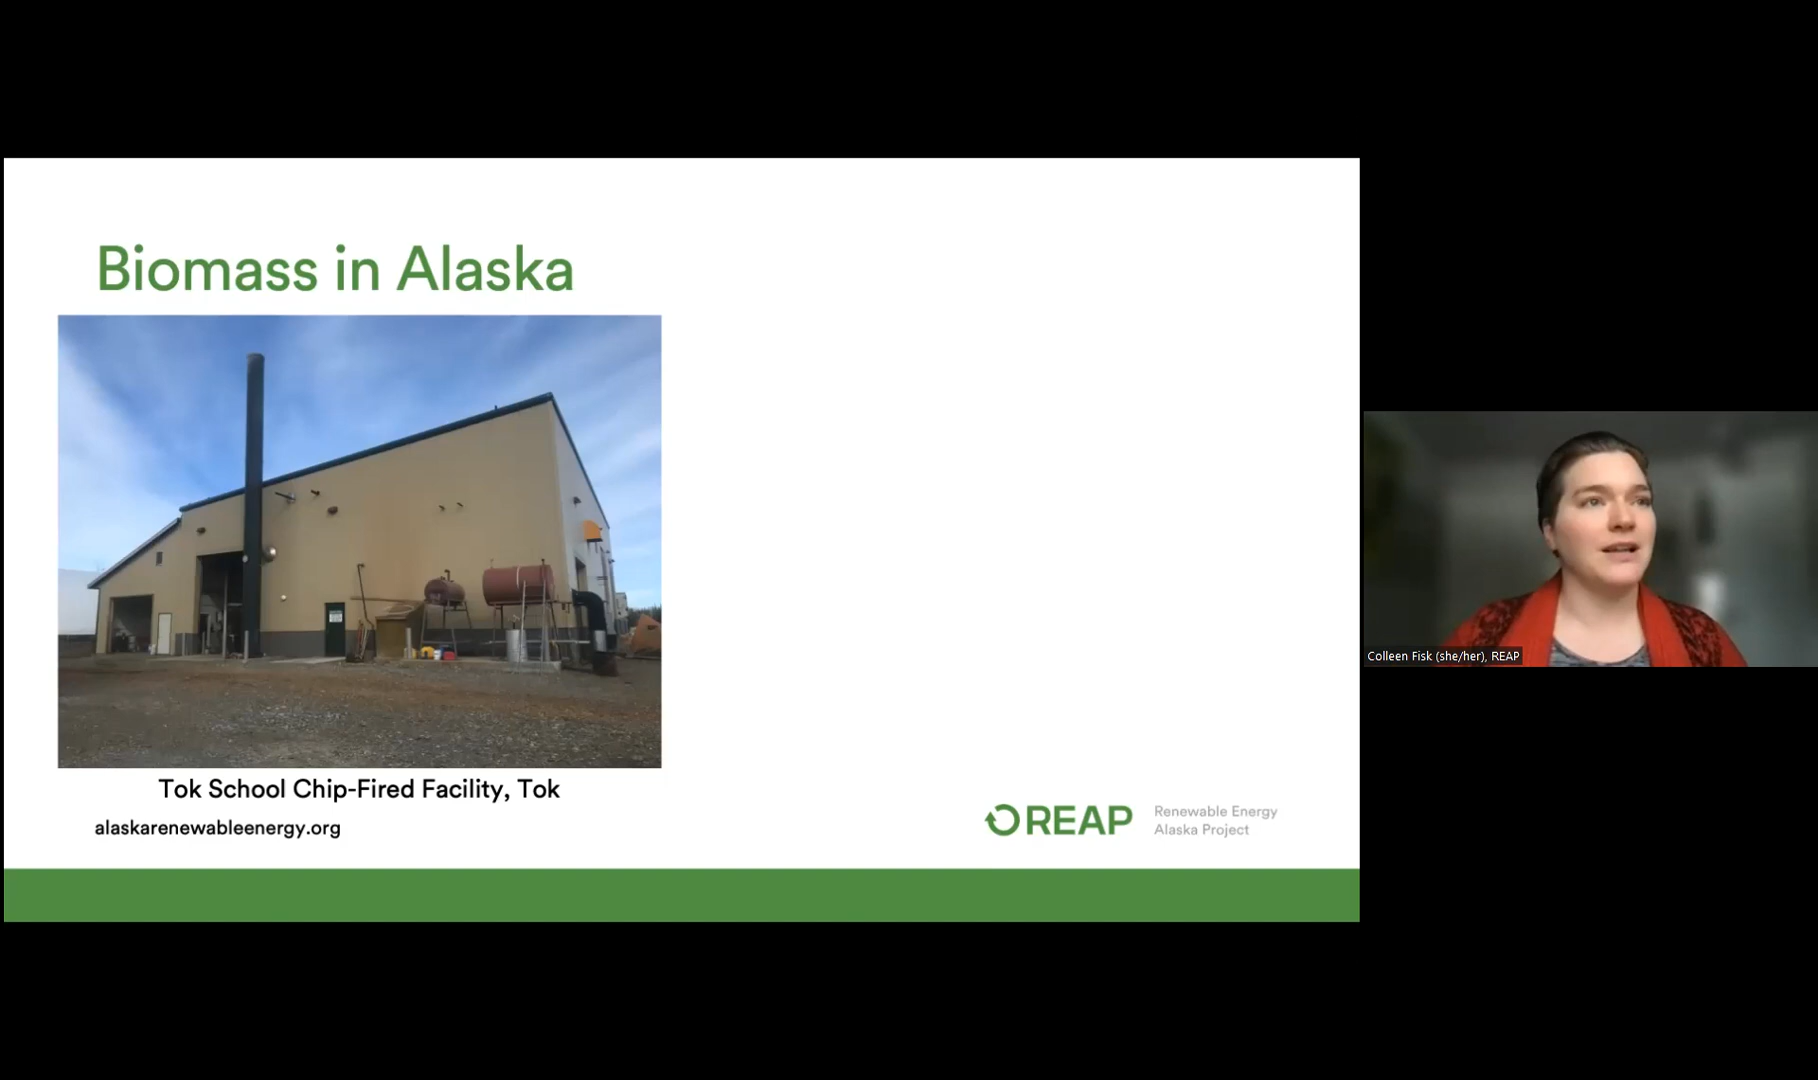 Biomass in Alaska
Tok School Chip-Fired Facility, Tok
alaskarenewableenergy.org
REAP
Renewable Energy
Alaska Project
Colleen Fisk (she/her), REAP